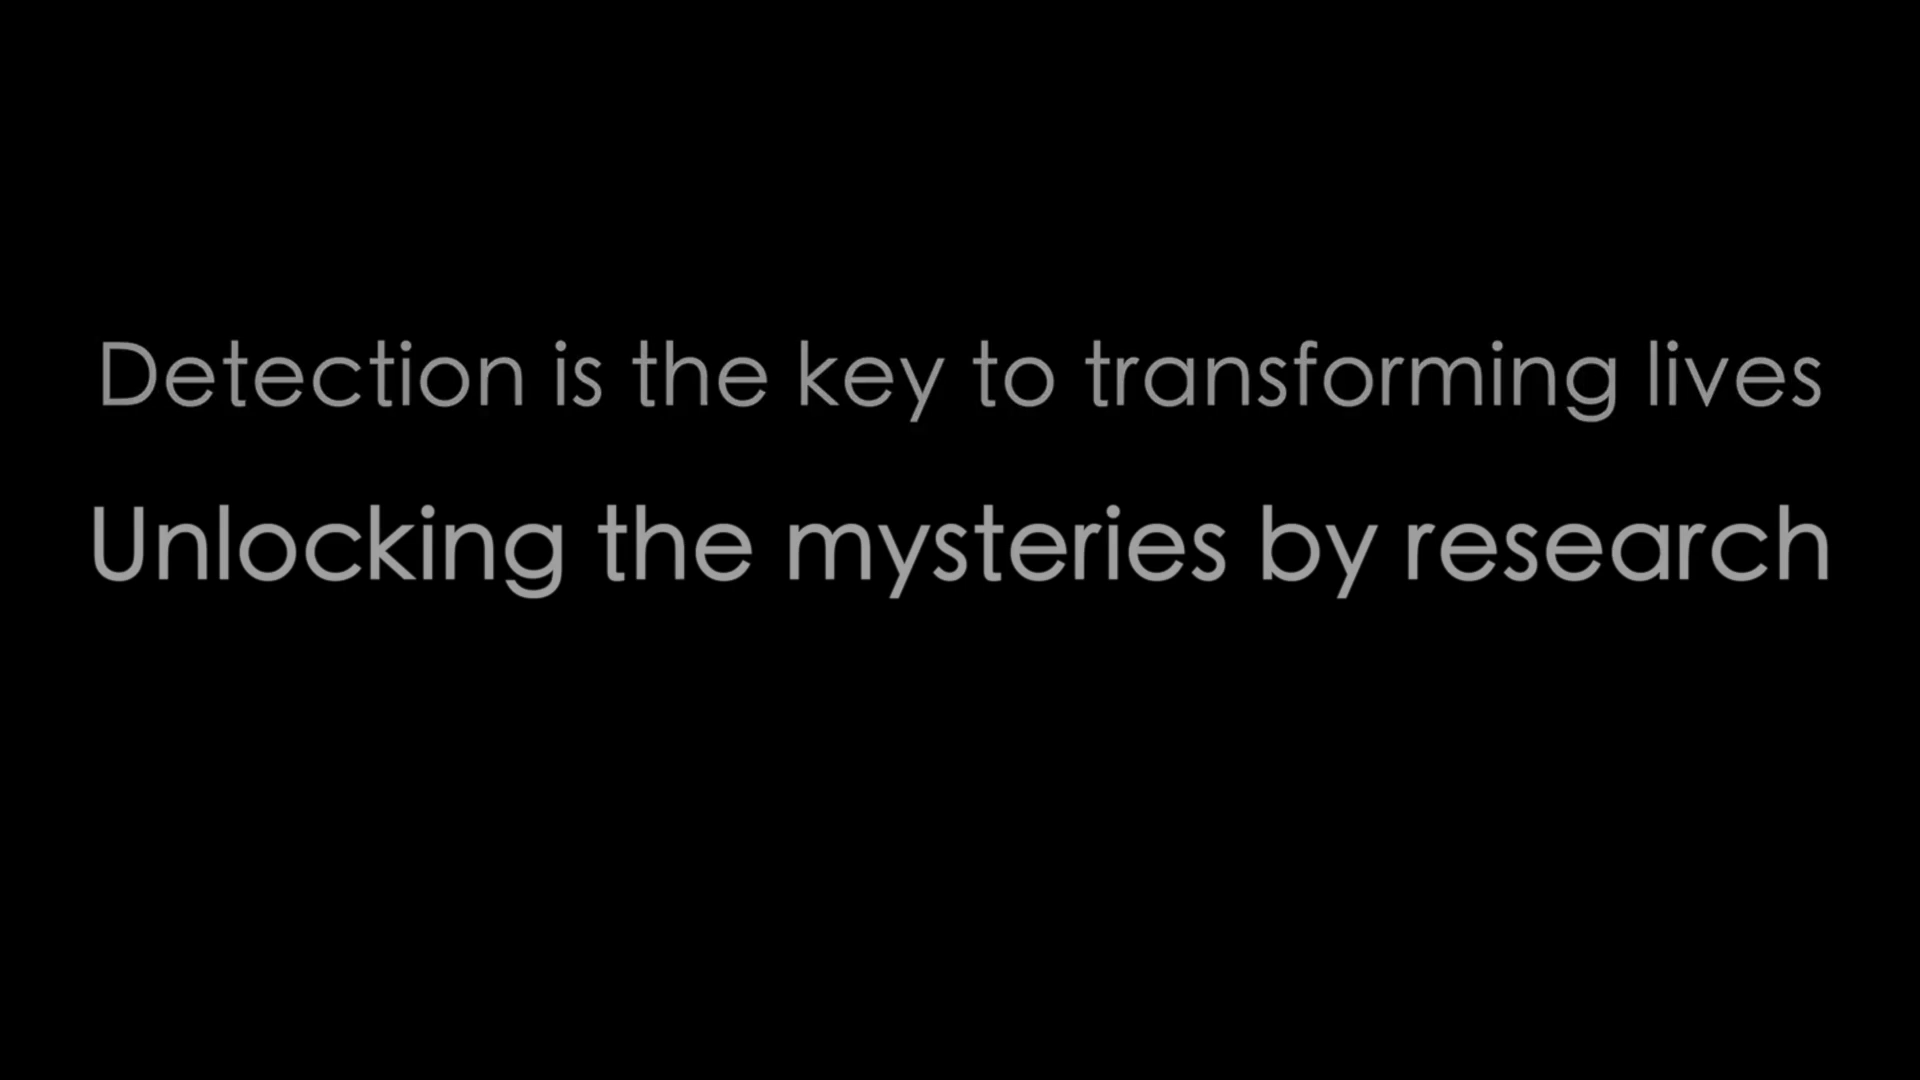 Detection is the key to transforming lives
Unlocking the mysteries by research